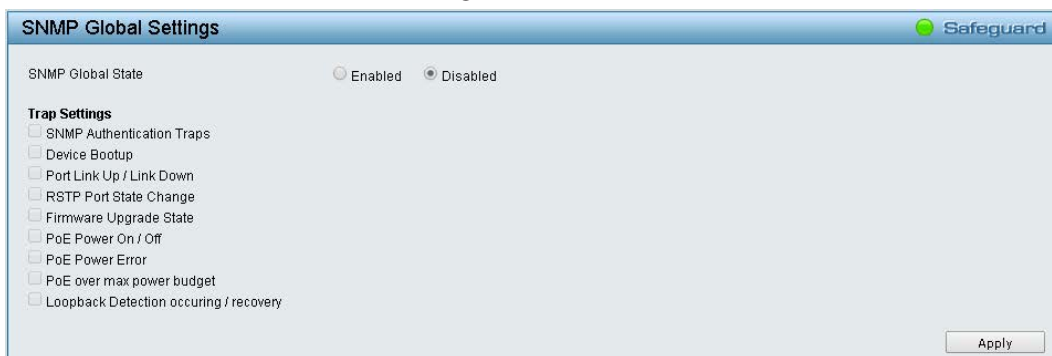 SNMP Global Settings Safeguard
SNMP Global State Enabled Disabled
Trap Settings
SNMP Authentication Traps
Device Bootup
Port Link Up / Link Down
RSTP Port State Change
Firmware Upgrade State
PoE Power On / Off
PoE Power Error
PoE over max power budget
Loopback Detection occuring / recovery
Apply